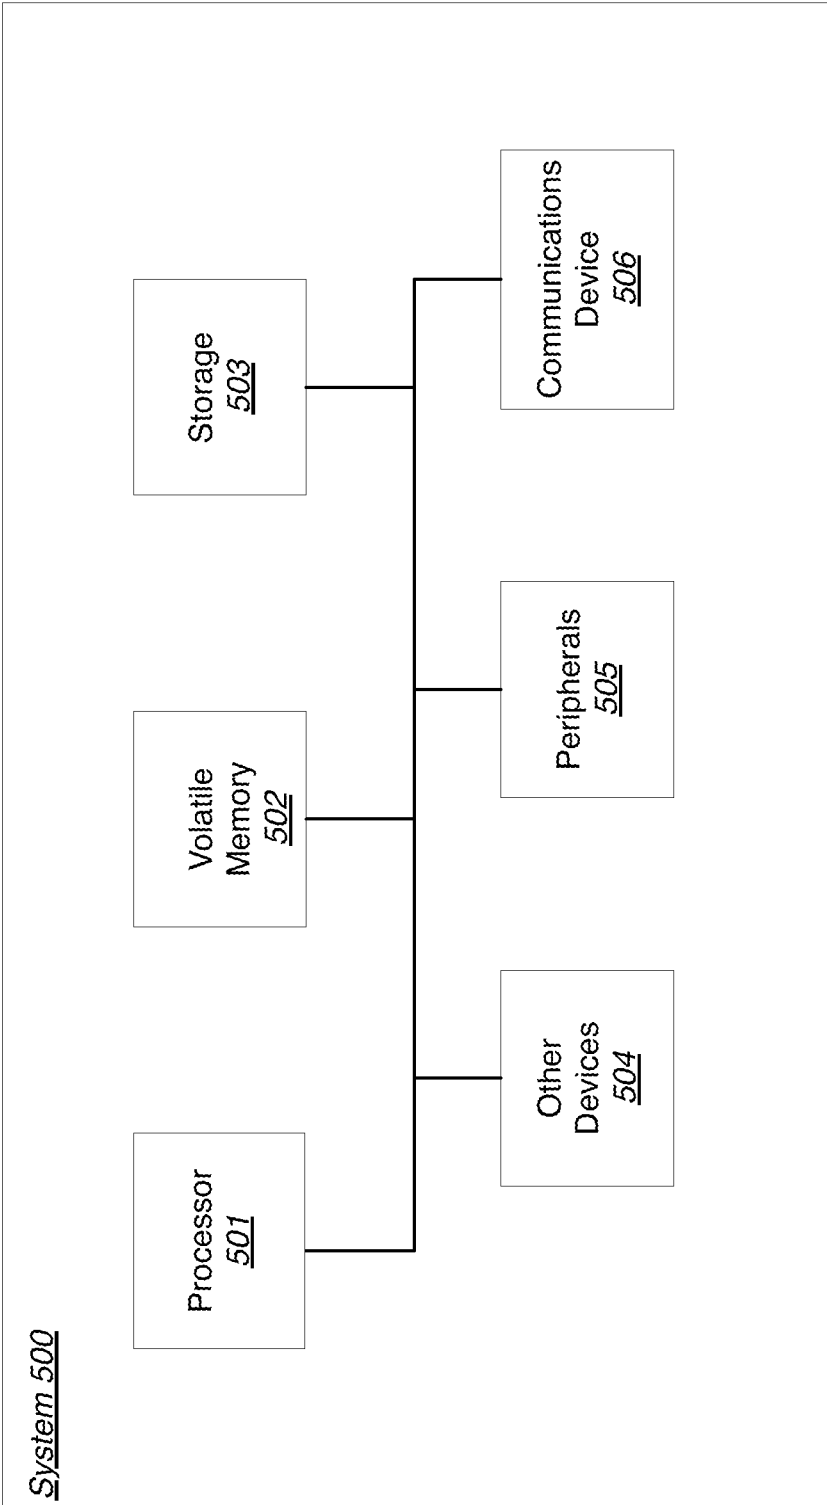 System 500
Processor
501
Volatile
Memory
502
Storage
503
Other
Devices
504
Peripherals
505
Communications
Device
506